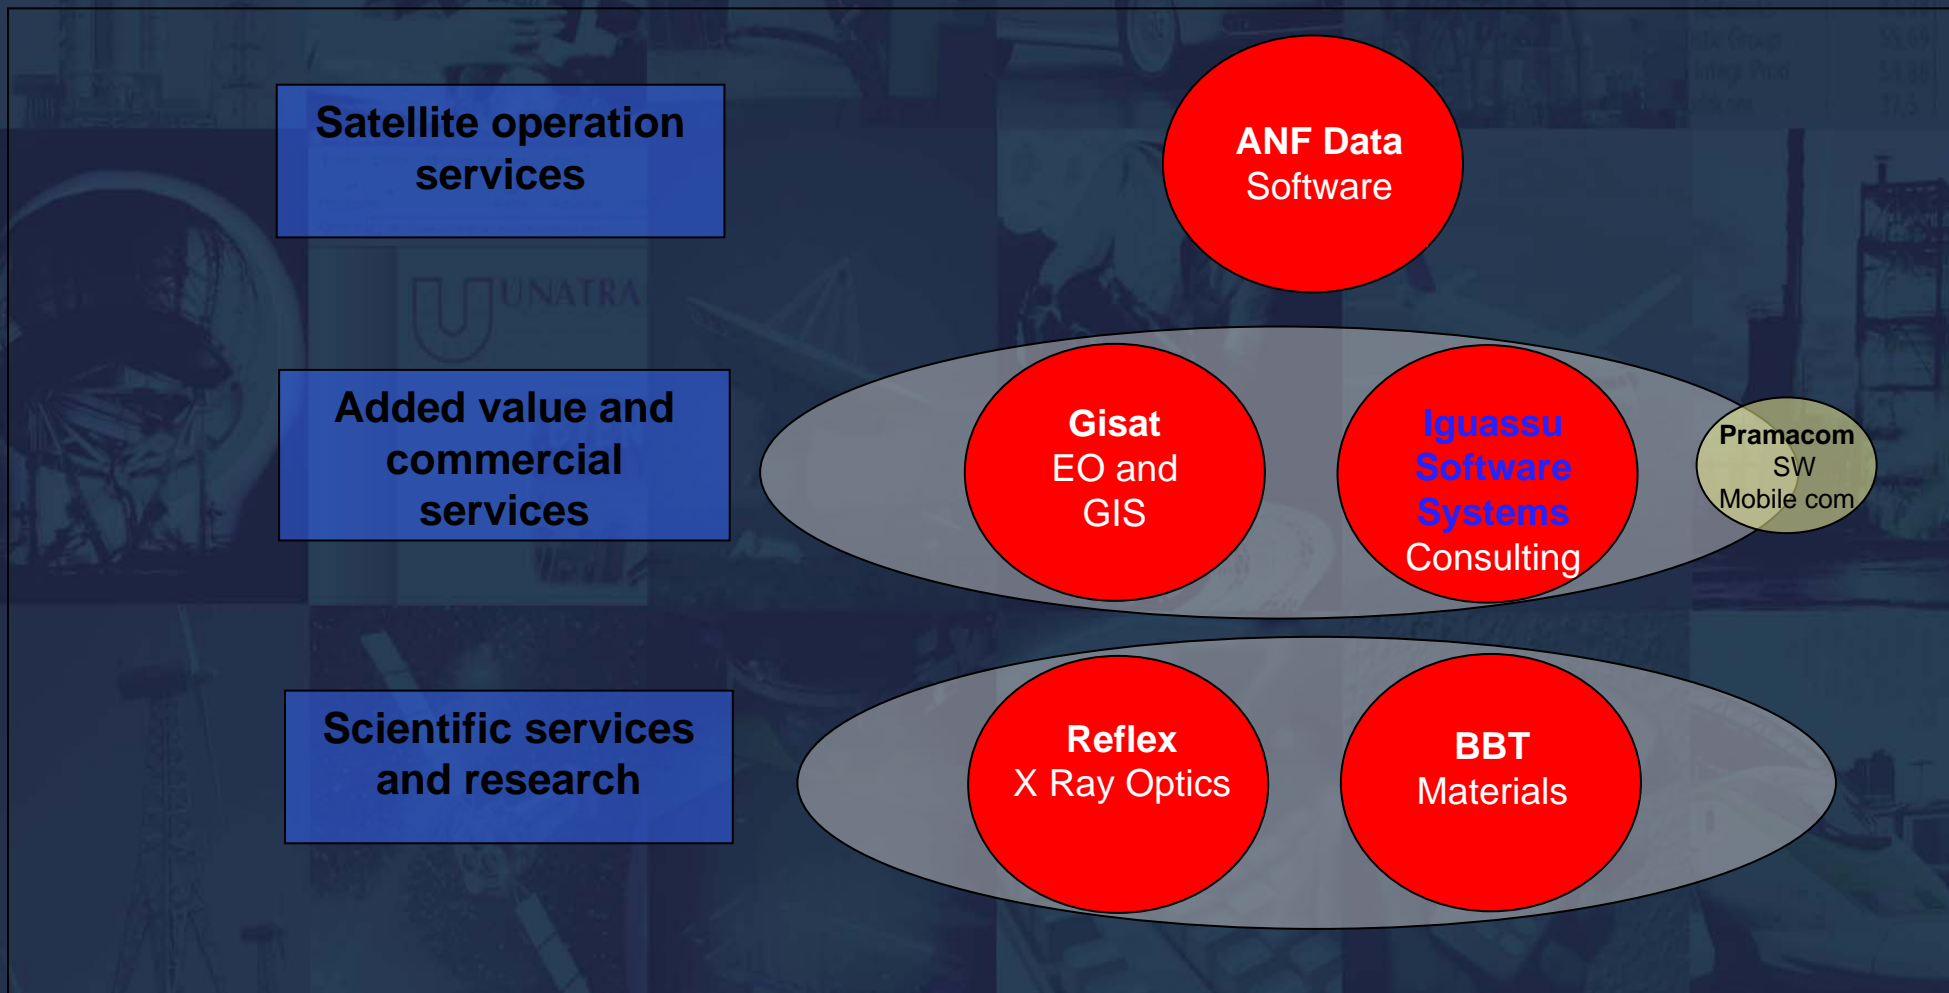 Satellite operation
services
ANF Data
Software
UNATRA
Added value and
commercial
services
Gisat
EO and
GIS
Iguassu
Software
Systems
Consulting
Pramacom
SW
Mobile com
Scientific services
and research
Reflex
X Ray Optics
BBT
Materials